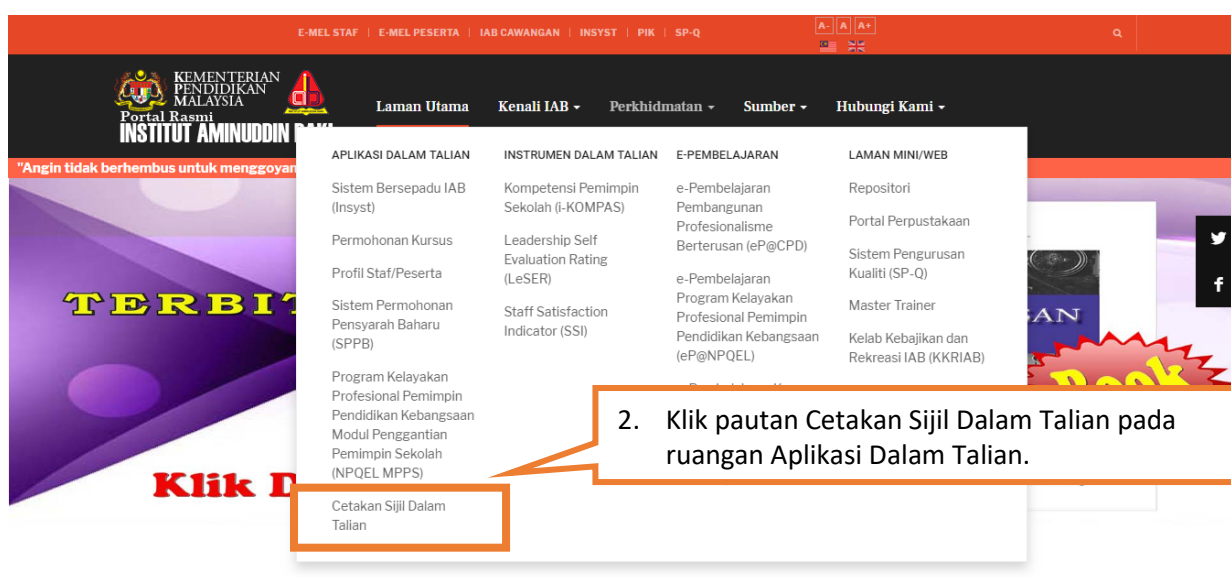 E-MEL STAF | E-MEL PESERTA | IAB CAWANGAN | INSYST | PIK | SP-Q
A- A A+
KEMENTERIAN
PENDIDIKAN
MALAYSIA
Portal Rasmi
INSTITUT AMINUDDIN
Laman Utama Kenali IAB Perkhidmatan Sumber Hubungi Kami
"Angin tidak berhembus untuk menggoyan
APLIKASI DALAM TALIAN
Sistem Bersepadu IAB
(Insyst)
Permohonan Kursus
Profil Staf/Peserta
Sistem Permohonan
Pensyarah Baharu
(SPPB)
Program Kelayakan
Profesional Pemimpin
Pendidikan Kebangsaan
Modul Penggantian
Pemimpin Sekolah
(NPQEL MPPS)
Cetakan Sijil Dalam
Talian
INSTRUMEN DALAM TALIAN
Kompetensi Pemimpin
Sekolah (i-KOMPAS)
Leadership Self
Evaluation Rating
(LeSER)
Staff Satisfaction
Indicator (SSI)
E-PEMBELAJARAN
e-Pembelajaran
Pembangunan
Profesionalisme
Berterusan (eP@CPD)
e-Pembelajaran
Program Kelayakan
Profesional Pemimpin
Pendidikan Kebangsaan
(eP@NPQEL)
LAMAN MINI/WEB
Repositori
Portal Perpustakaan
Sistem Pengurusan
Kualiti (SP-Q)
Master Trainer
Kelab Kebajikan dan
Rekreasi IAB (KKRIAB)
TERBIT
Klik D
AN
Book
2. Klik pautan Cetakan Sijil Dalam Talian pada
ruangan Aplikasi Dalam Talian.